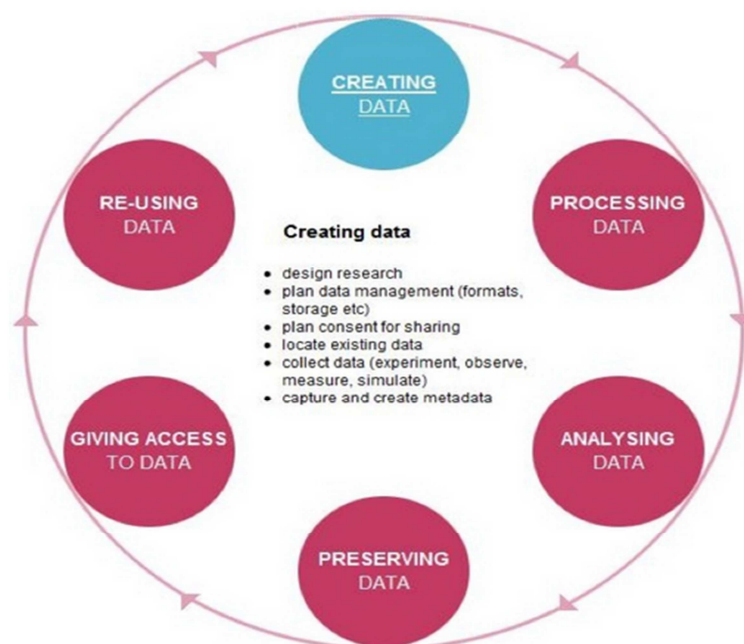 CREATING
DATA
RE-USING
DATA
PROCESSING
DATA
Creating data
• design research
• plan data management (formats,
storage etc)
• plan consent for sharing
• locate existing data
• collect data (experiment, observe,
measure, simulate)
• capture and create metadata
GIVING ACCESS
TO DATA
ANALYSING
DATA
PRESERVING
DATA